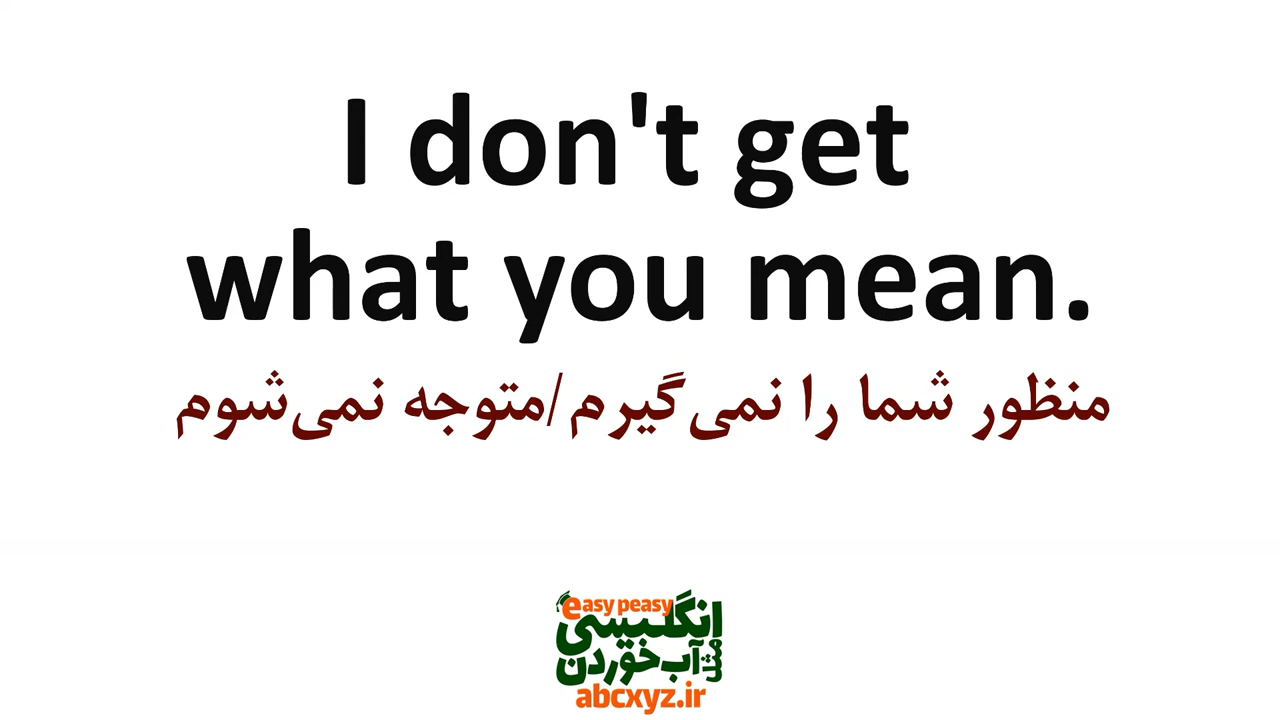 I don't get
what you mean.
منظور شما را نمی‌گیرم/متوجه نمی‌شوم
easy peasy
انگلیسی
مثل آب خوردن
abcxyz.ir